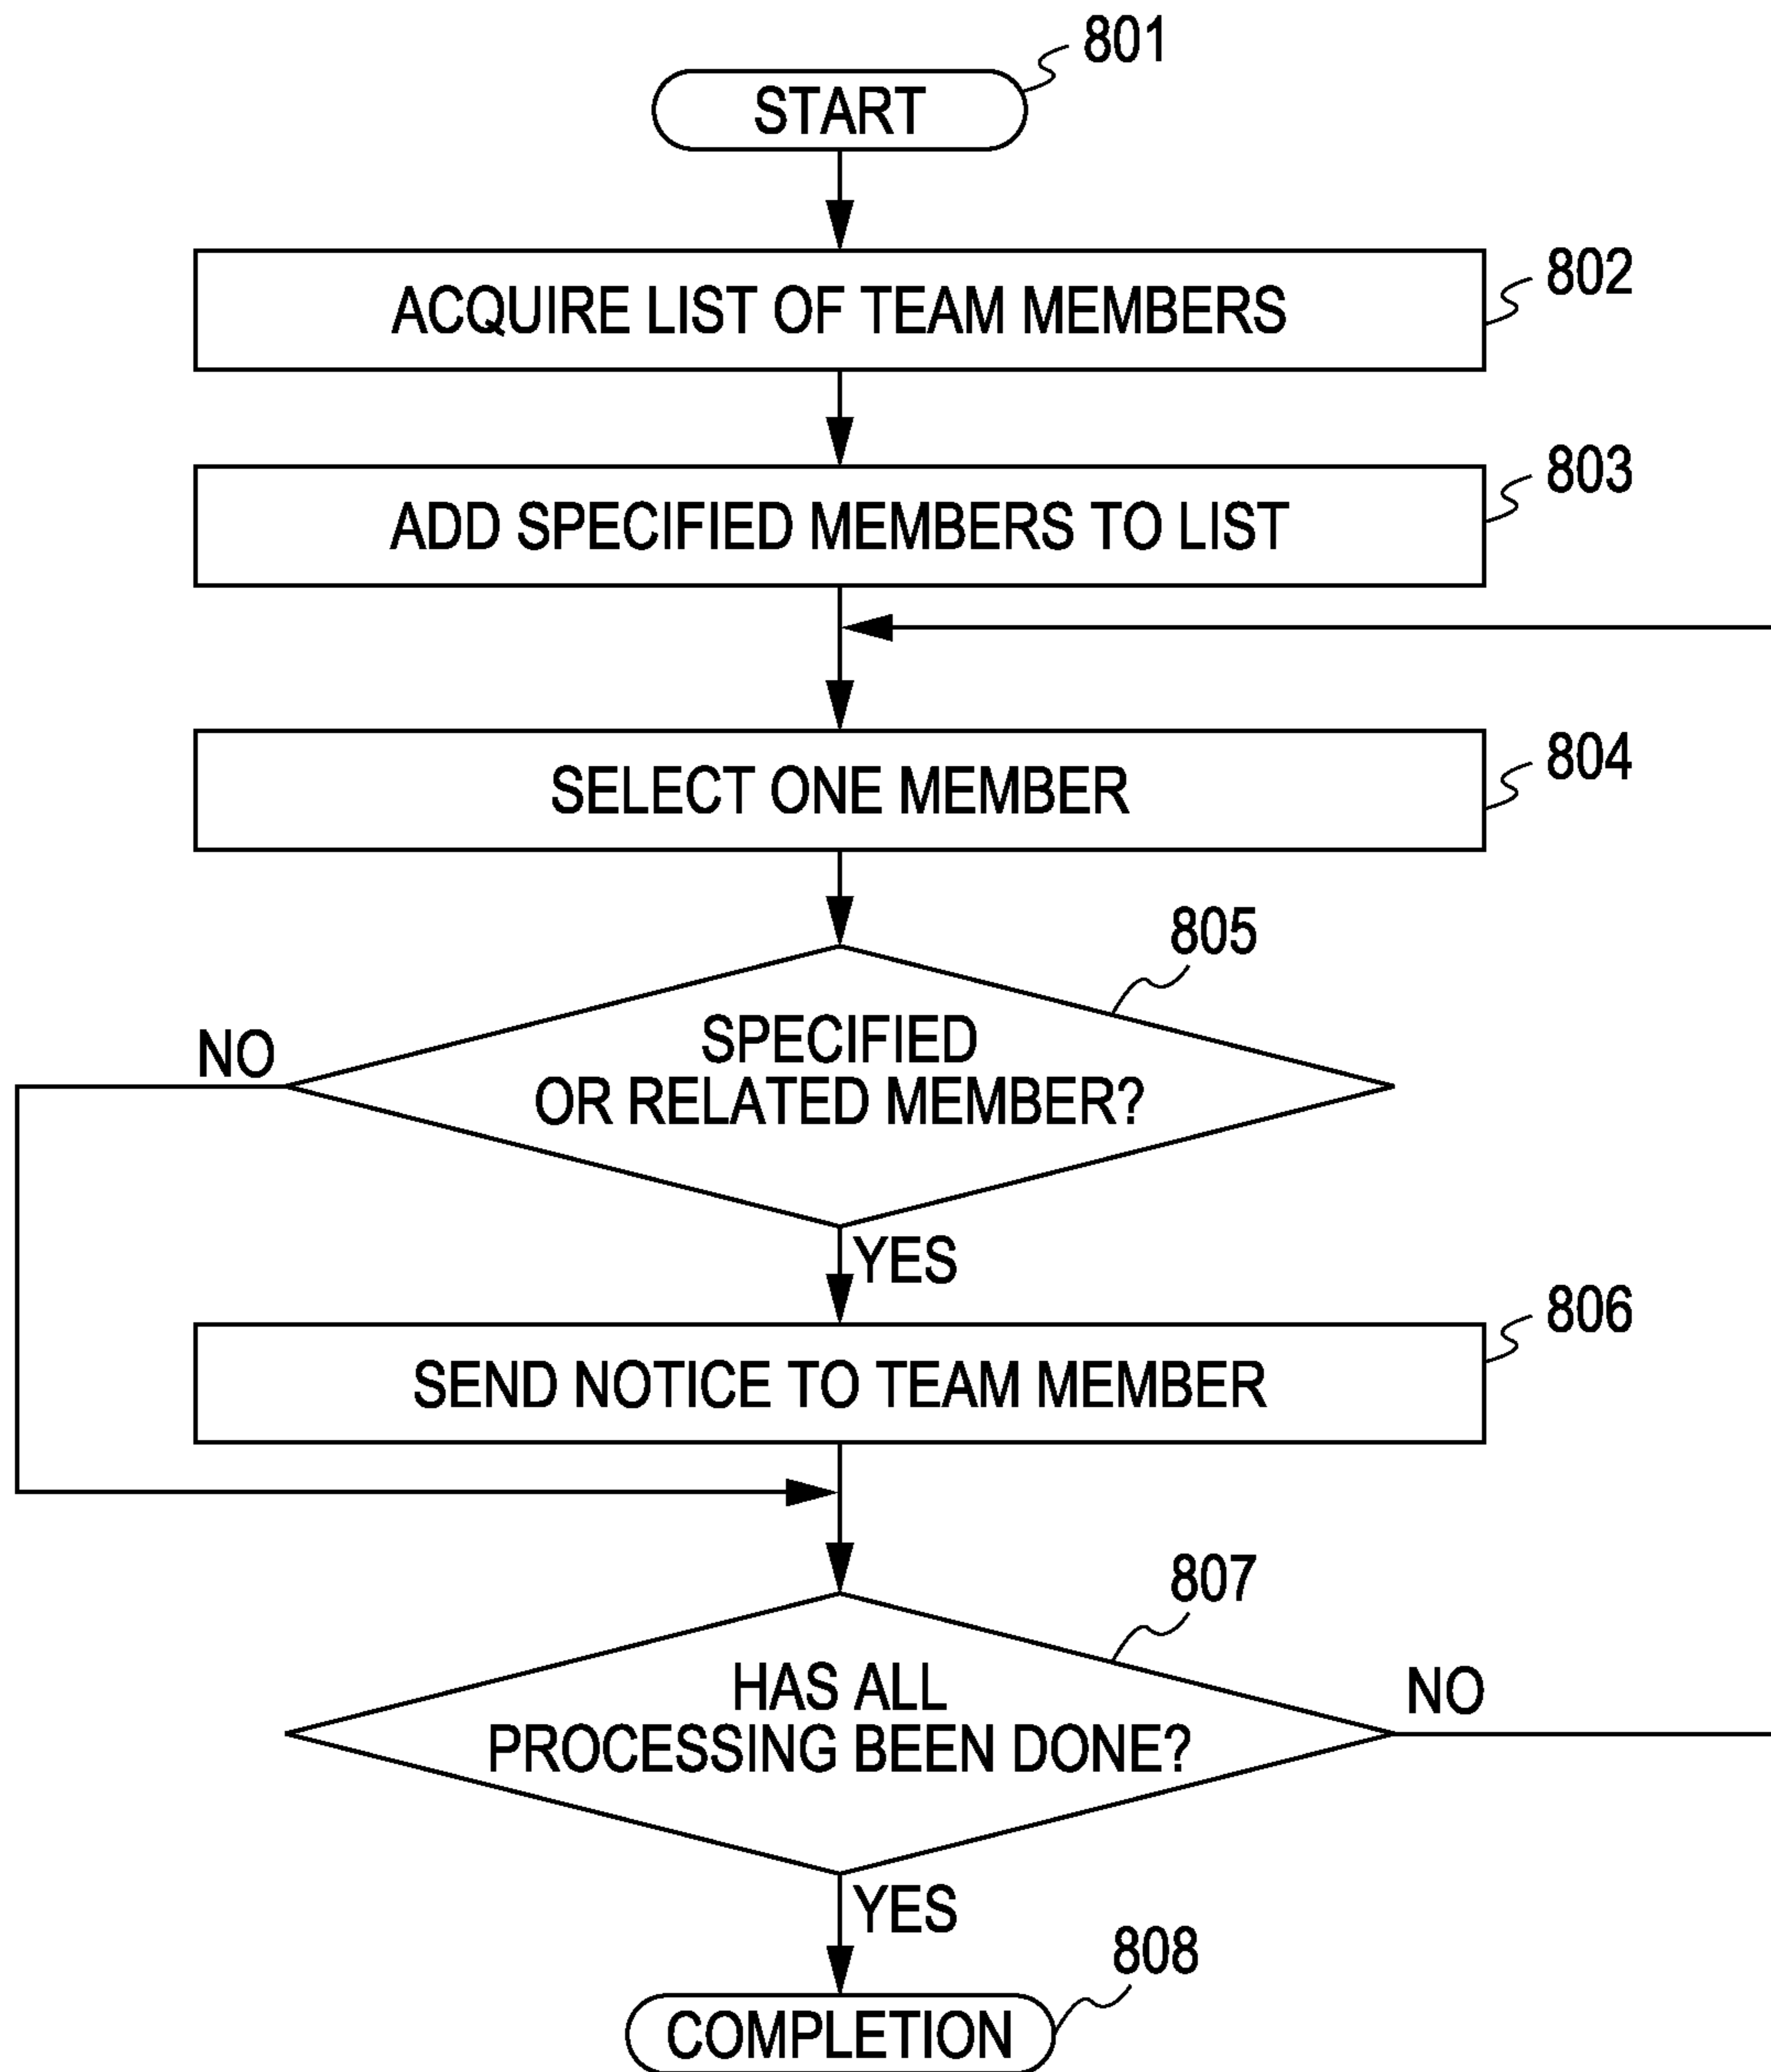 801
START
802
ACQUIRE LIST OF TEAM MEMBERS
803
ADD SPECIFIED MEMBERS TO LIST
804
SELECT ONE MEMBER
805
SPECIFIED
NO
OR RELATED MEMBER?
YES
806
SEND NOTICE TO TEAM MEMBER
807
HAS ALL
NO
PROCESSING BEEN DONE?
YES
808
COMPLETION